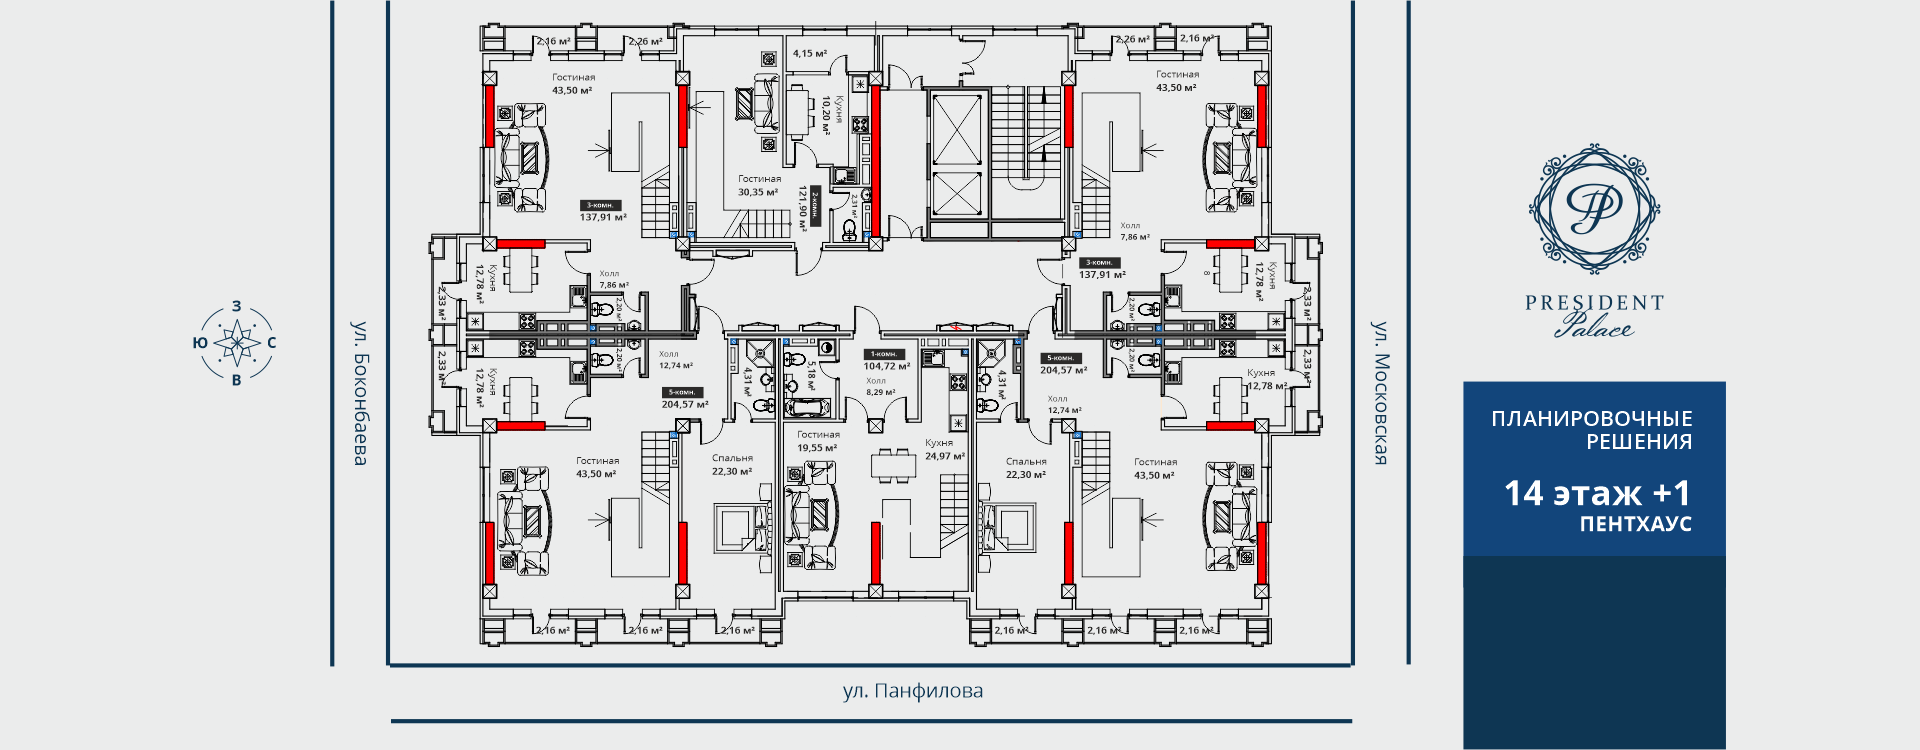 З
Ю
С
В
ул. Боконбаева
2,16 м²
2,26 м²
Гостиная
43,50 м²
3-комн.
137,91 м²
Кухня
12,78 м²
2,33 м²
Холл
7,86 м²
2,20 м²
4,15 м²
Кухня
10,20 м²
Гостиная
30,35 м²
2-комн.
121,90 м²
2,31 м²
2,26 м²
2,16 м²
Гостиная
43,50 м²
Холл
7,86 м²
3-комн.
137,91 м²
8
Кухня
12,78 м²
2,33 м²
2,20 м²
2,33 м²
Кухня
12,78 м²
2,20 м²
Холл
12,74 м²
5-комн.
204,57 м²
4,31 м²
Гостиная
43,50 м²
Спальня
22,30 м²
2,16 м²
2,16 м²
2,16 м²
5,18 м²
1-комн.
104,72 м²
Холл
8,29 м²
Гостиная
19,55 м²
Кухня
24,97 м²
4,31 м²
5-комн.
204,57 м²
Холл
12,74 м²
2,20 м²
Кухня
12,78 м²
2,33 м²
Спальня
22,30 м²
Гостиная
43,50 м²
2,16 м²
2,16 м²
2,16 м²
ул. Панфилова
ул. Московская
PP
PRESIDENT
Palace
ПЛАНИРОВОЧНЫЕ
РЕШЕНИЯ
14 этаж +1
ПЕНТХАУС